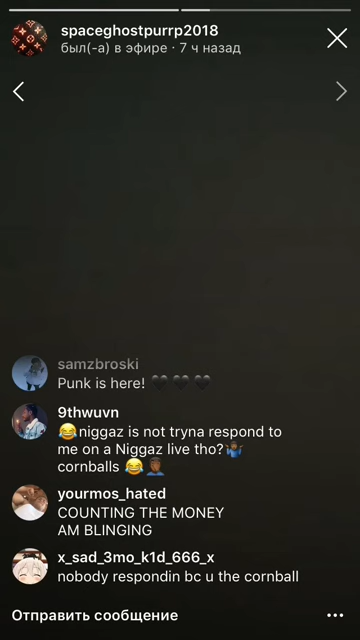 spaceghostpurrp2018
был(-а) в эфире · 7 ч назад
samzbroski
Punk is here! 🖤 🖤 🖤
9thwuvn
😂niggaz is not tryna respond to
me on a Niggaz live tho?🤷🏾‍♂️
cornballs 😂🤦🏾‍♂️
yourmos_hated
COUNTING THE MONEY
AM BLINGING
x_sad_3mo_k1d_666_x
nobody respondin bc u the cornball
Отправить сообщение